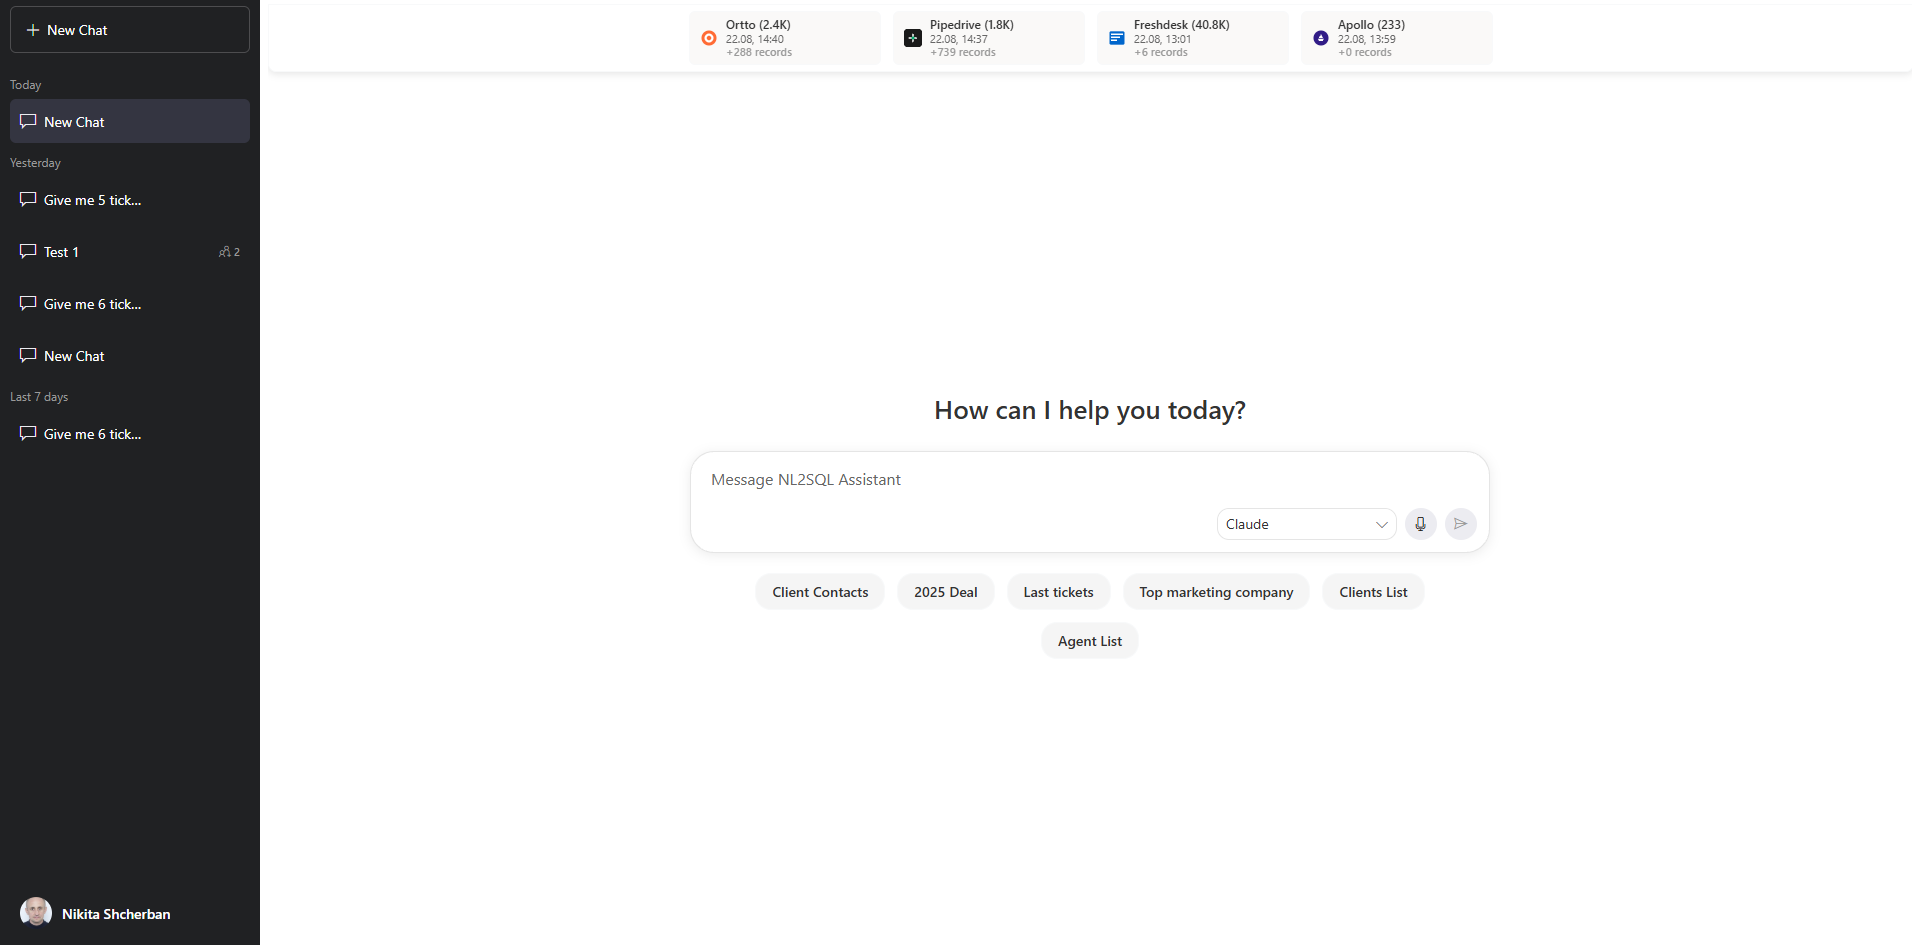 New Chat
Today
New Chat
Yesterday
Give me 5 tick...
Test 1
2
Give me 6 tick...
New Chat
Last 7 days
Give me 6 tick...
Nikita Shcherban
Ortto (2.4K)
22.08, 14:40
+288 records
Pipedrive (1.8K)
22.08, 14:37
+739 records
Freshdesk (40.8K)
22.08, 13:01
+6 records
Apollo (233)
22.08, 13:59
+0 records
How can I help you today?
Message NL2SQL Assistant
Claude
Client Contacts
2025 Deal
Last tickets
Top marketing company
Clients List
Agent List